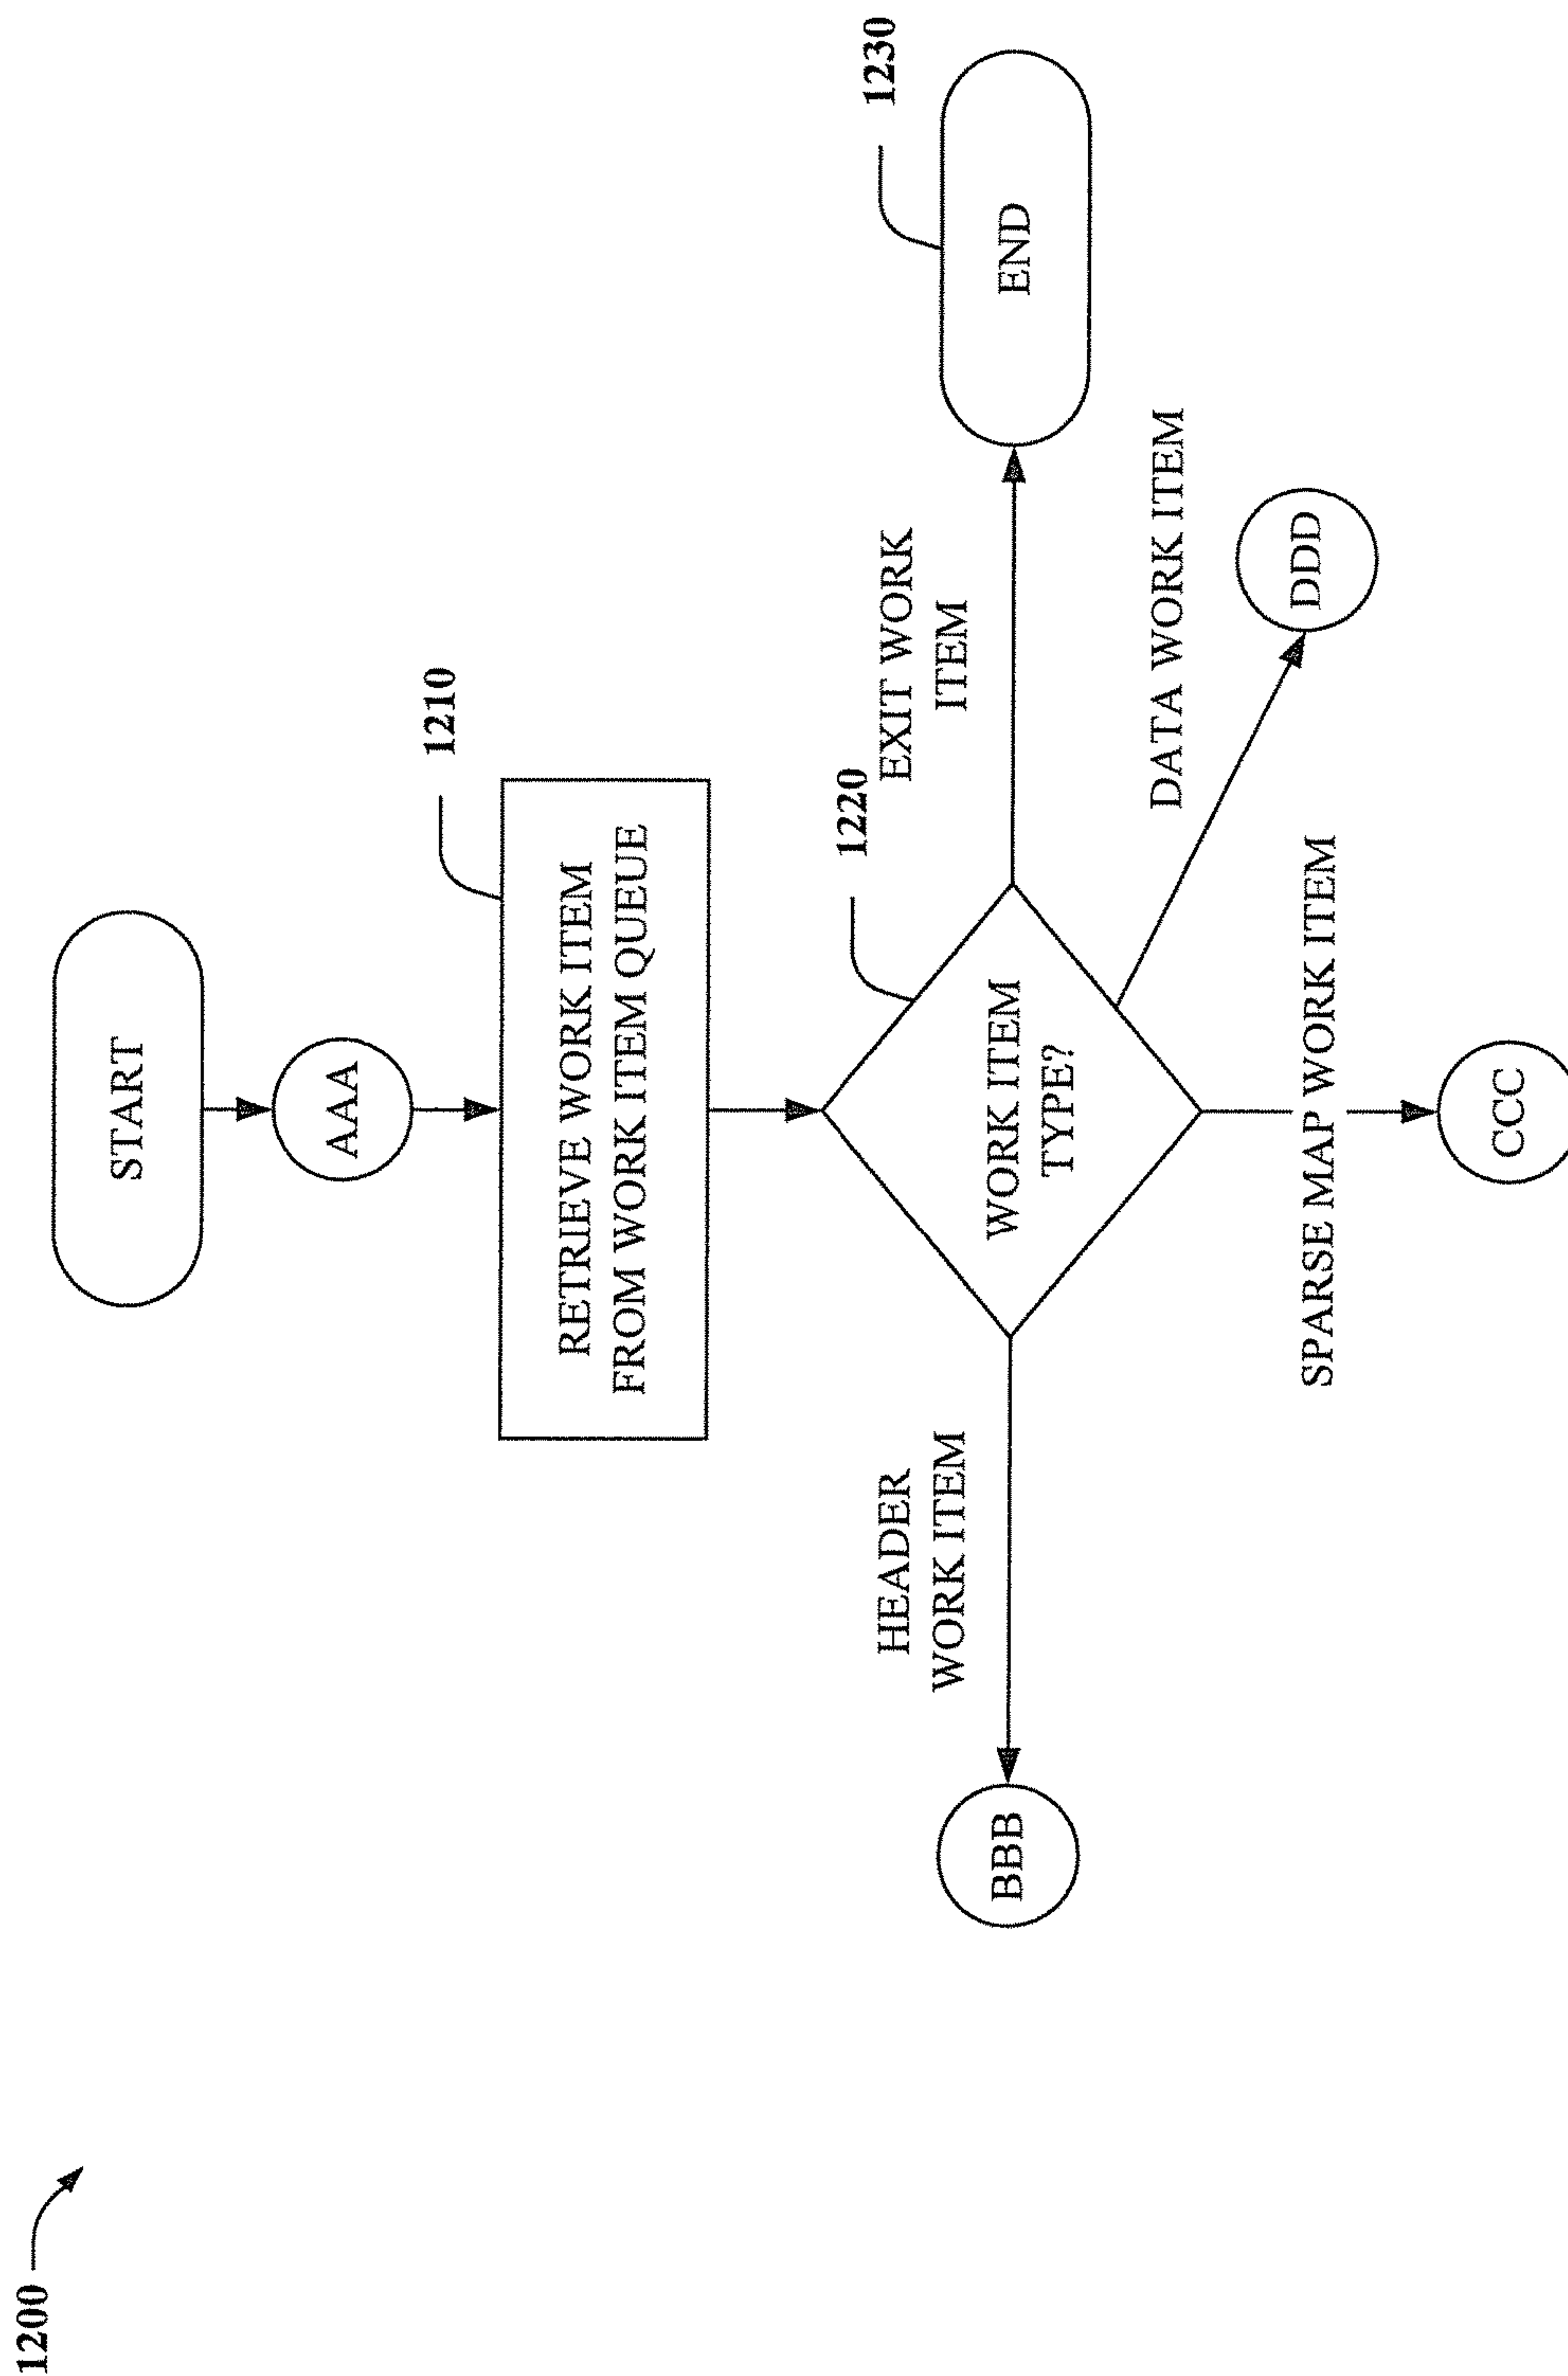 1200
START
AAA
1210
RETRIEVE WORK ITEM
FROM WORK ITEM QUEUE
1220
WORK ITEM
TYPE?
HEADER
WORK ITEM
BBB
EXIT WORK
ITEM
1230
END
DATA WORK ITEM
DDD
SPARSE MAP WORK ITEM
CCC